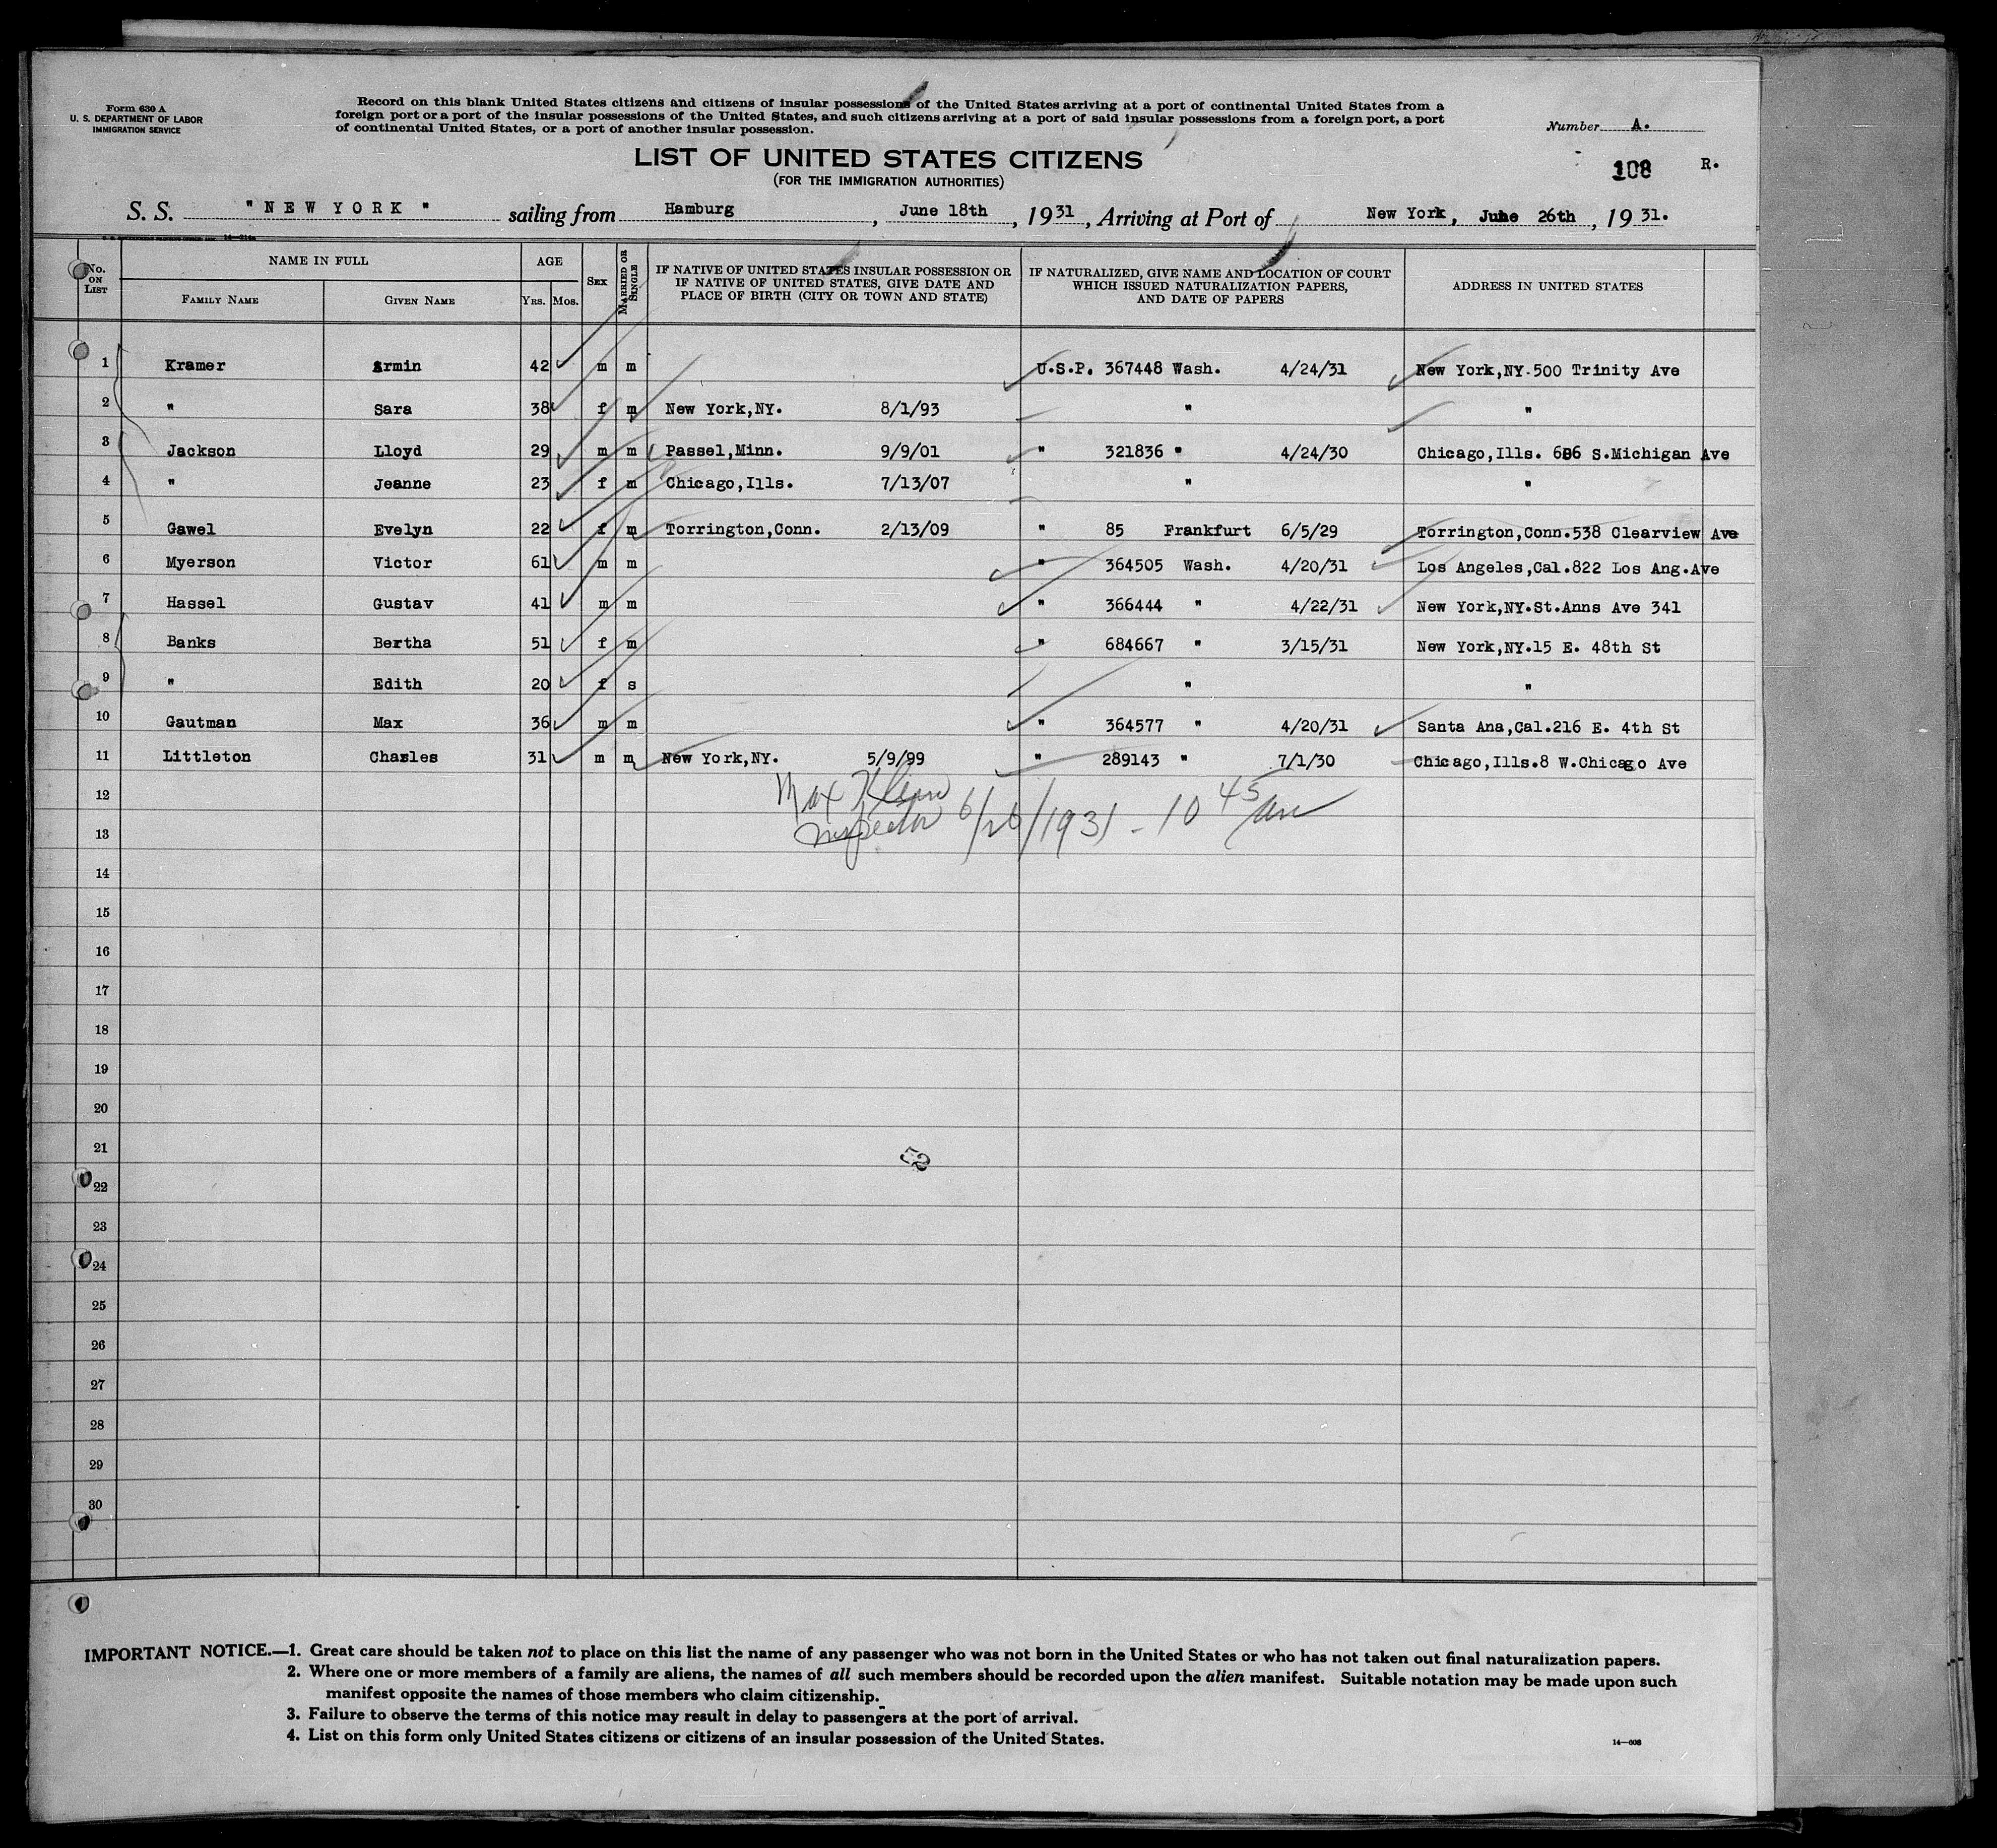 Form 630 A
U. S. DEPARTMENT OF LABOR
IMMIGRATION SERVICE
Record on this blank United States citizens and citizens of insular possessions of the United States arriving at a port of continental United States from a
foreign port or a port of the insular possessions of the United States, and such citizens arriving at a port of said insular possessions from a foreign port, a port
of continental United States, or a port of another insular possession.
Number A.
LIST OF UNITED STATES CITIZENS
(FOR THE IMMIGRATION AUTHORITIES)
108 R.
S. S. "NEW YORK" sailing from Hamburg, June 18th, 1931, Arriving at Port of New York, June 26th, 1931.
No. ON LIST
NAME IN FULL
FAMILY NAME
GIVEN NAME
AGE
YRS. MOS.
SEX
MARRIED OR SINGLE
IF NATIVE OF UNITED STATES INSULAR POSSESSION OR
IF NATIVE OF UNITED STATES, GIVE DATE AND
PLACE OF BIRTH (CITY OR TOWN AND STATE)
IF NATURALIZED, GIVE NAME AND LOCATION OF COURT
WHICH ISSUED NATURALIZATION PAPERS,
AND DATE OF PAPERS
ADDRESS IN UNITED STATES
1 Kramer Armin 42 m m U.S.P. 367448 Wash. 4/24/31 New York,NY.500 Trinity Ave
2 " Sara 38 f m New York,NY. 8/1/93 " "
3 Jackson Lloyd 29 m m Passel,Minn. 9/9/01 " 321836 " 4/24/30 Chicago,Ills. S.Michigan Ave
4 " Jeanne 23 f m Chicago,Ills. 7/13/07 " "
5 Gawel Evelyn 22 f m Torrington,Conn. 2/13/09 " 85 Frankfurt 6/5/29 Torrington,Conn.538 Clearview Ave
6 Myerson Victor 61 m m " 364505 Wash. 4/20/31 Los Angeles,Cal.822 Los Ang.Ave
7 Hassel Gustav 41 m m " 366444 " 4/22/31 New York,NY.St.Anns Ave 341
8 Banks Bertha 51 f m " 684667 " 3/15/31 New York,NY.15 E. 48th St
9 " Edith 20 f s " "
10 Gautman Max 36 m m " 364577 " 4/20/31 Santa Ana,Cal.216 E. 4th St
11 Littleton Charles 31 m m New York,NY. 5/9/99 " 289143 " 7/1/30 Chicago,Ills.8 W.Chicago Ave
12
Max Klein
13
Inspector 6/26/1931 - 10 45 am
14
15
16
17
18
19
20
21
52
22
23
24
25
26
27
28
29
30
IMPORTANT NOTICE.—1. Great care should be taken not to place on this list the name of any passenger who was not born in the United States or who has not taken out final naturalization papers.
2. Where one or more members of a family are aliens, the names of all such members should be recorded upon the alien manifest. Suitable notation may be made upon such
manifest opposite the names of those members who claim citizenship.
3. Failure to observe the terms of this notice may result in delay to passengers at the port of arrival.
4. List on this form only United States citizens or citizens of an insular possession of the United States.
14—608